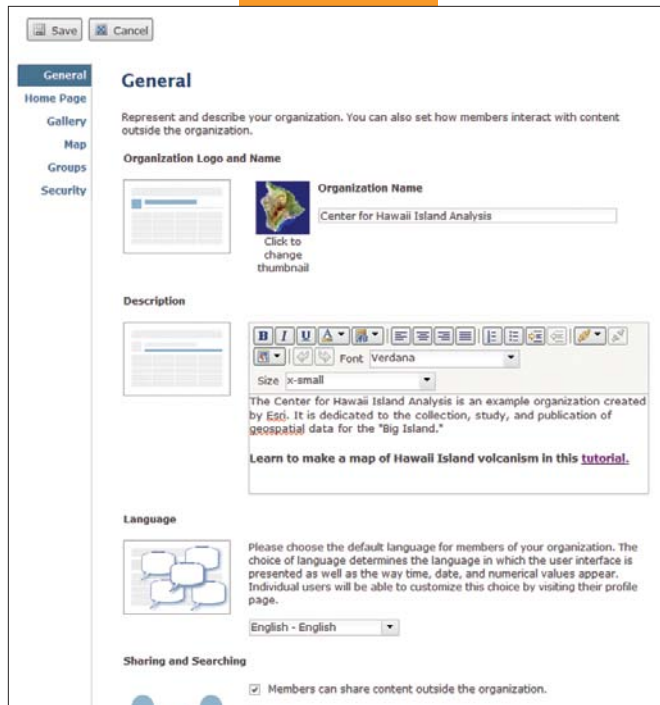 Save Cancel
General
Home Page
Gallery
Map
Groups
Security
General
Represent and describe your organization. You can also set how members interact with content
outside the organization.
Organization Logo and Name
Click to
change
thumbnail
Organization Name
Center for Hawaii Island Analysis
Description
B I U A Font Verdana
Size x-small
The Center for Hawaii Island Analysis is an example organization created
by Esri. It is dedicated to the collection, study, and publication of
geospatial data for the "Big Island."
Learn to make a map of Hawaii Island volcanism in this tutorial.
Language
Please choose the default language for members of your organization. The
choice of language determines the language in which the user interface is
presented as well as the way time, date, and numerical values appear.
Individual users will be able to customize this choice by visiting their profile
page.
English - English
Sharing and Searching
Members can share content outside the organization.